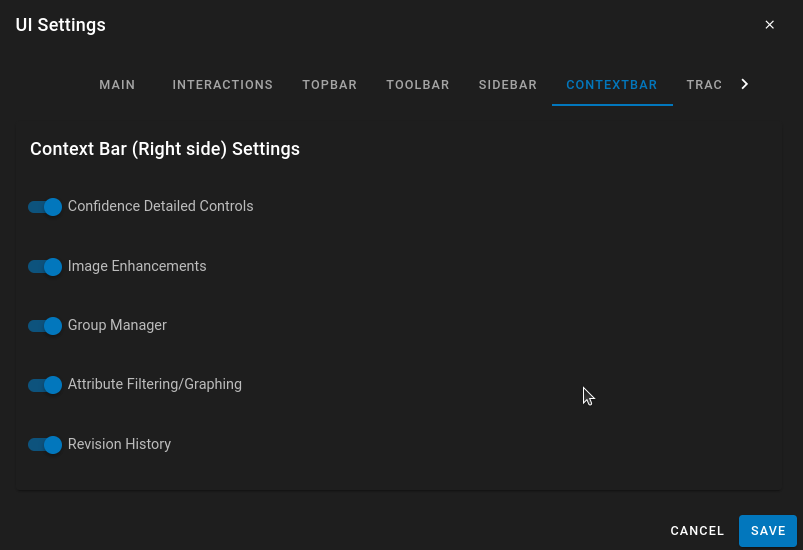 UI Settings
MAIN INTERACTIONS TOPBAR TOOLBAR SIDEBAR CONTEXTBAR TRAC
Context Bar (Right side) Settings
Confidence Detailed Controls
Image Enhancements
Group Manager
Attribute Filtering/Graphing
Revision History
CANCEL SAVE